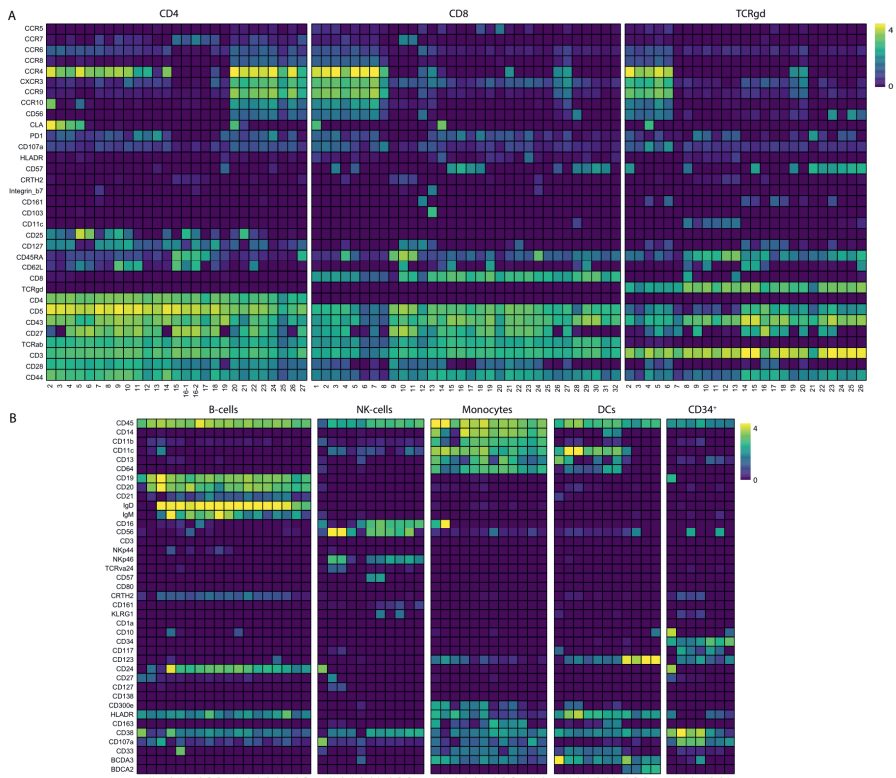 A
CD4 CD8 TCRgd
CCR5
CCR7
CCR6
CCR8
CCR4
CXCR3
CCR9
CCR10
CD56
CLA
PD1
CD107a
HLADR
CD57
CRTH2
Integrin_b7
CD161
CD103
CD11c
CD25
CD127
CD45RA
CD62L
CD8
TCRgd
CD4
CD5
CD43
CD27
TCRab
CD3
CD28
CD44
4
0
2 3 4 5 6 7 8 9 10 11 12 13 14 15 16-1 16-2 17 18 19 20 21 22 23 24 25 26 27
1 2 3 4 5 6 7 8 9 10 11 12 13 14 15 16 17 18 19 20 21 22 23 24 25 26 27 28 29 30 31 32
2 3 4 5 6 7 8 9 10 11 12 13 14 15 16 17 18 19 20 21 22 23 24 25 26
B
B-cells NK-cells Monocytes DCs CD34⁺
CD45
CD14
CD11b
CD11c
CD13
CD64
CD19
CD20
CD21
IgD
IgM
CD16
CD56
CD3
NKp44
NKp46
TCRva24
CD57
CD80
CRTH2
CD161
KLRG1
CD1a
CD10
CD34
CD117
CD123
CD24
CD27
CD127
CD138
CD300e
HLADR
CD163
CD38
CD107a
CD33
BCDA3
BDCA2
4
2
0